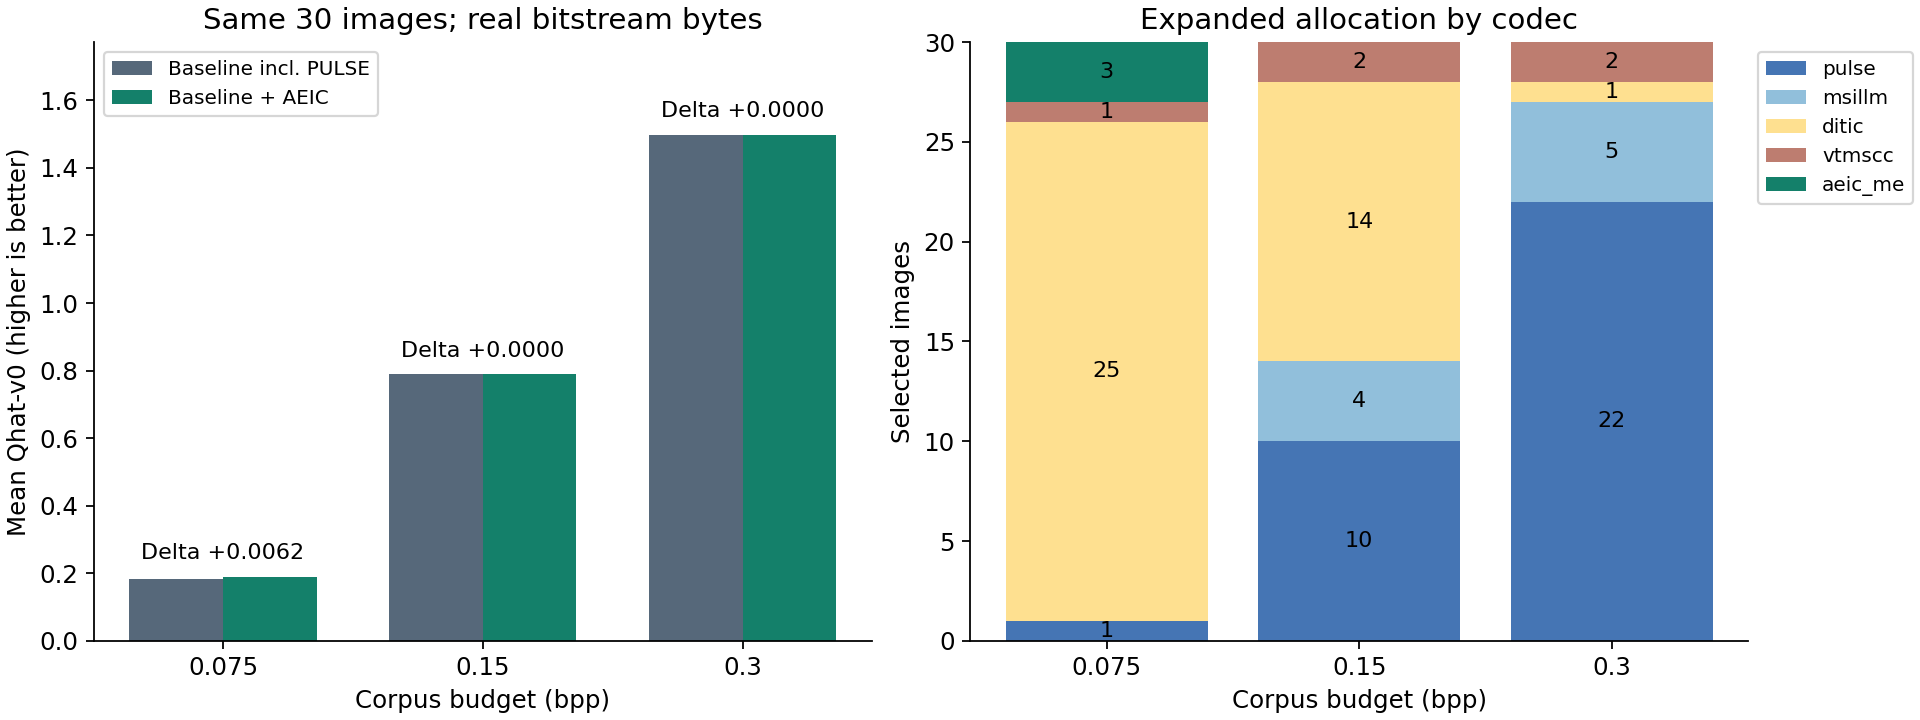 Same 30 images; real bitstream bytes
Baseline incl. PULSE
Baseline + AEIC
Mean Qhat-v0 (higher is better)
1.6
1.4
1.2
1.0
0.8
0.6
0.4
0.2
0.0
Delta +0.0062
Delta +0.0000
Delta +0.0000
0.075
0.15
0.3
Corpus budget (bpp)
Expanded allocation by codec
Selected images
30
25
20
15
10
5
0
3
1
25
1
2
14
4
10
2
1
5
22
0.075
0.15
0.3
Corpus budget (bpp)
pulse
msillm
ditic
vtmscc
aeic_me